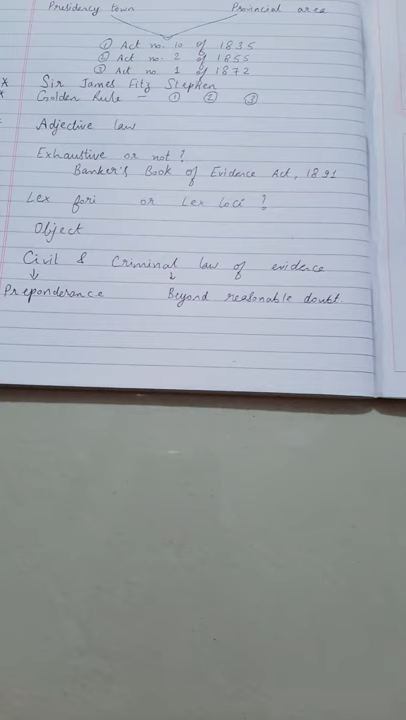 Presidency town Provincial area
① Act no. 10 of 1835
② Act no. 2 of 1855
③ Act no 1 of 1872
* Sir James Fitz Stephen
* Golden Rule - ① ② ③
Adjective law
Exhaustive or not?
Banker's Book of Evidence Act, 1891
Lex fori or Lex loci?
Object
Civil & Criminal law of evidence
↓ ↓
Preponderance Beyond reasonable doubt.